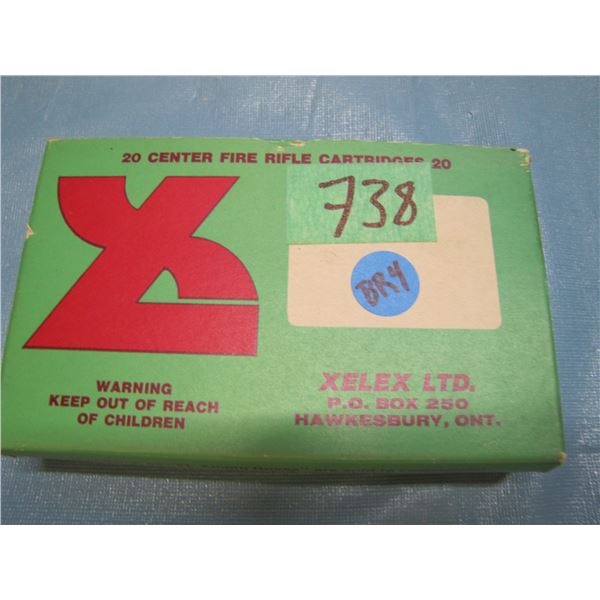 20 CENTER FIRE RIFLE CARTRIDGES 20
738
BR4
WARNING
KEEP OUT OF REACH
OF CHILDREN
XELEX LTD.
P.O. BOX 250
HAWKESBURY, ONT.